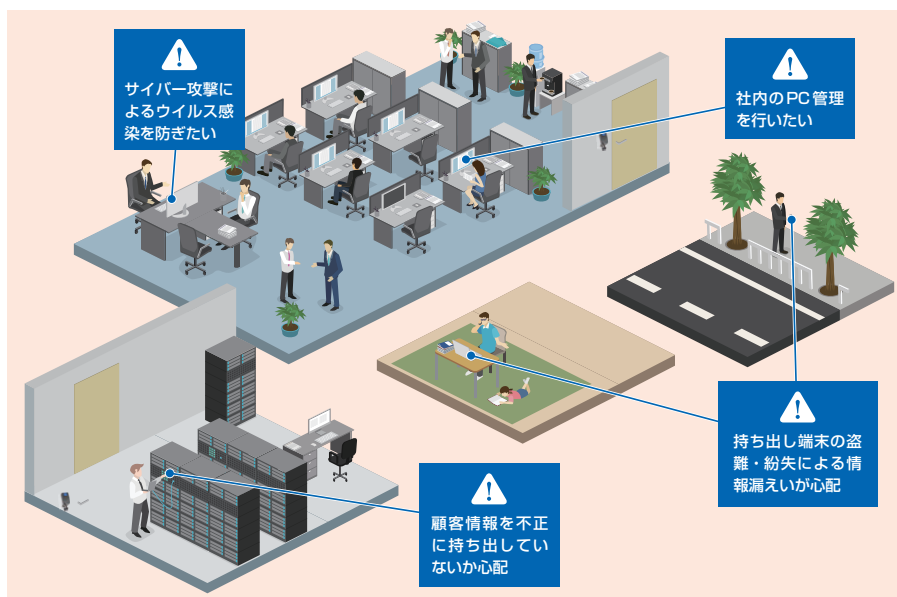 サイバー攻撃に
よるウイルス感
染を防ぎたい
社内のPC管理
を行いたい
持ち出し端末の盗
難・紛失による情
報漏えいが心配
顧客情報を不正
に持ち出してい
ないか心配